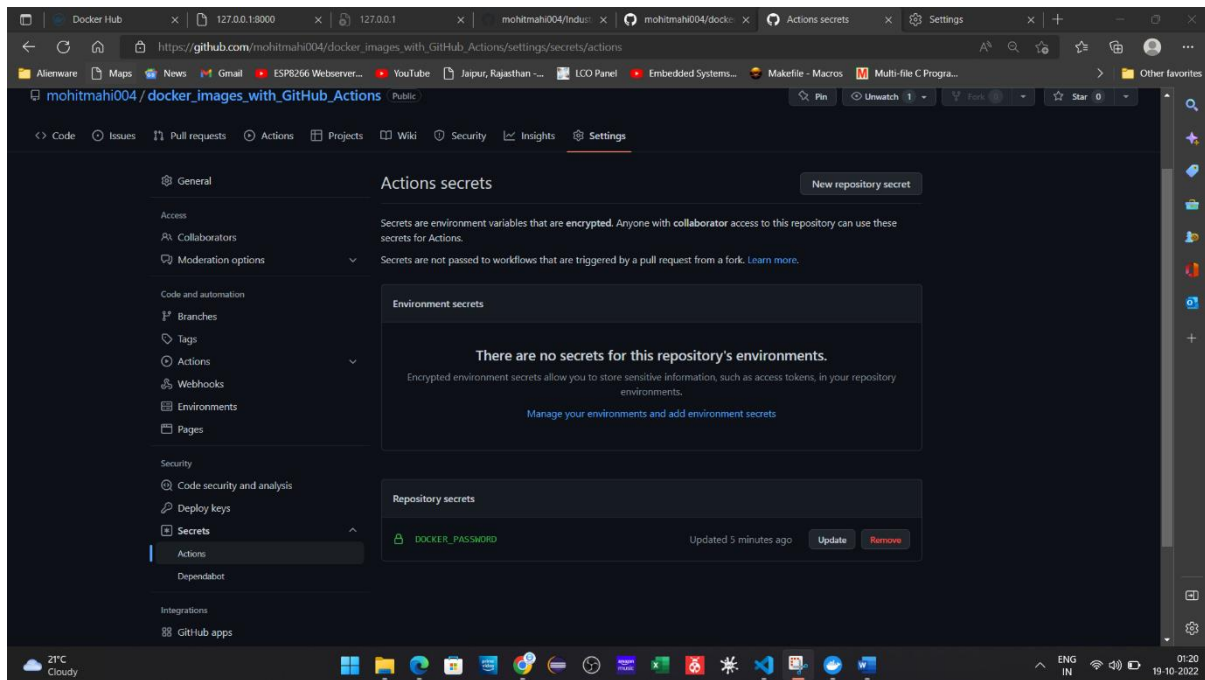 Docker Hub
127.0.0.1:8000
127.0.0.1
mohitmahi004/Indust
mohitmahi004/docke
Actions secrets
Settings
https://github.com/mohitmahi004/docker_images_with_GitHub_Actions/settings/secrets/actions
Alienware Maps News Gmail ESP8266 Webserver... YouTube Jaipur, Rajasthan -... LCO Panel Embedded Systems... Makefile - Macros Multi-file C Progra... Other favorites
mohitmahi004 / docker_images_with_GitHub_Actions Public
Pin Unwatch 1 Fork 0 Star 0
<> Code Issues Pull requests Actions Projects Wiki Security Insights Settings
General
Access
Collaborators
Moderation options
Code and automation
Branches
Tags
Actions
Webhooks
Environments
Pages
Security
Code security and analysis
Deploy keys
Secrets
Actions
Dependabot
Integrations
GitHub apps
Actions secrets
New repository secret
Secrets are environment variables that are encrypted. Anyone with collaborator access to this repository can use these
secrets for Actions.
Secrets are not passed to workflows that are triggered by a pull request from a fork. Learn more.
Environment secrets
There are no secrets for this repository's environments.
Encrypted environment secrets allow you to store sensitive information, such as access tokens, in your repository
environments.
Manage your environments and add environment secrets
Repository secrets
DOCKER_PASSWORD
Updated 5 minutes ago
Update
Remove
21°C
Cloudy
ENG
IN
01:20
19-10-2022